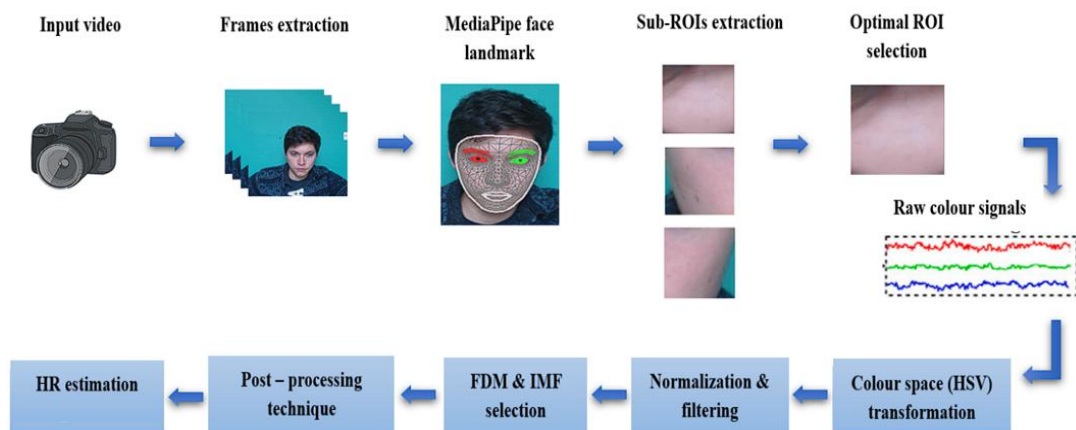 Input video
Frames extraction
MediaPipe face
landmark
Sub-ROIs extraction
Optimal ROI
selection
Raw colour signals
HR estimation
Post – processing
technique
FDM & IMF
selection
Normalization &
filtering
Colour space (HSV)
transformation